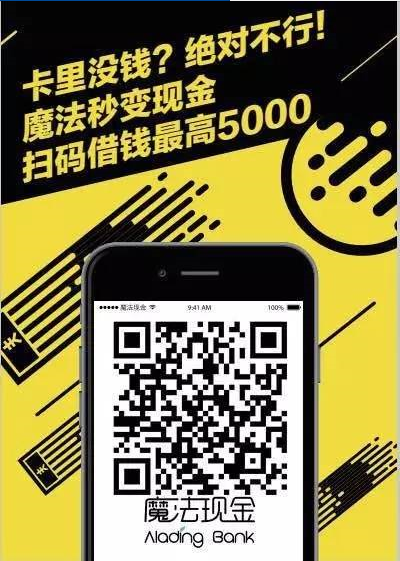 卡里没钱？绝对不行！
魔法秒变现金
扫码借钱最高5000
魔法现金
9:41 AM
100%
魔法现金
Alading Bank